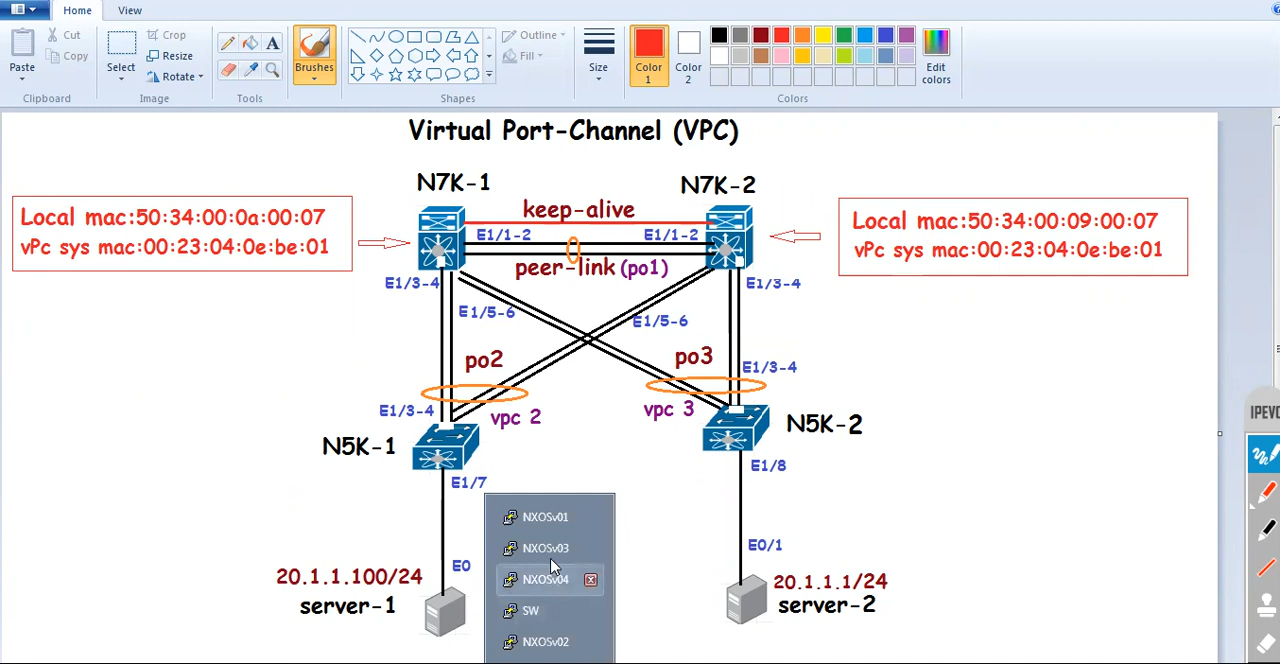 Home
View
Paste
Cut
Copy
Clipboard
Select
Crop
Resize
Rotate
Image
A
Tools
Brushes
Outline
Fill
Shapes
Size
Color 1
Color 2
Edit colors
Colors
Virtual Port-Channel (VPC)
N7K-1
N7K-2
Local mac:50:34:00:0a:00:07
vPc sys mac:00:23:04:0e:be:01
Local mac:50:34:00:09:00:07
vPc sys mac:00:23:04:0e:be:01
keep-alive
E1/1-2
E1/1-2
peer-link (po1)
E1/3-4
E1/3-4
E1/5-6
E1/5-6
po2
po3
E1/3-4
E1/3-4
vpc 2
vpc 3
N5K-1
N5K-2
E1/7
E1/8
NXOSv01
NXOSv03
NXOSv04
SW
NXOSv02
E0
E0/1
20.1.1.100/24
server-1
20.1.1.1/24
server-2
IPEVO